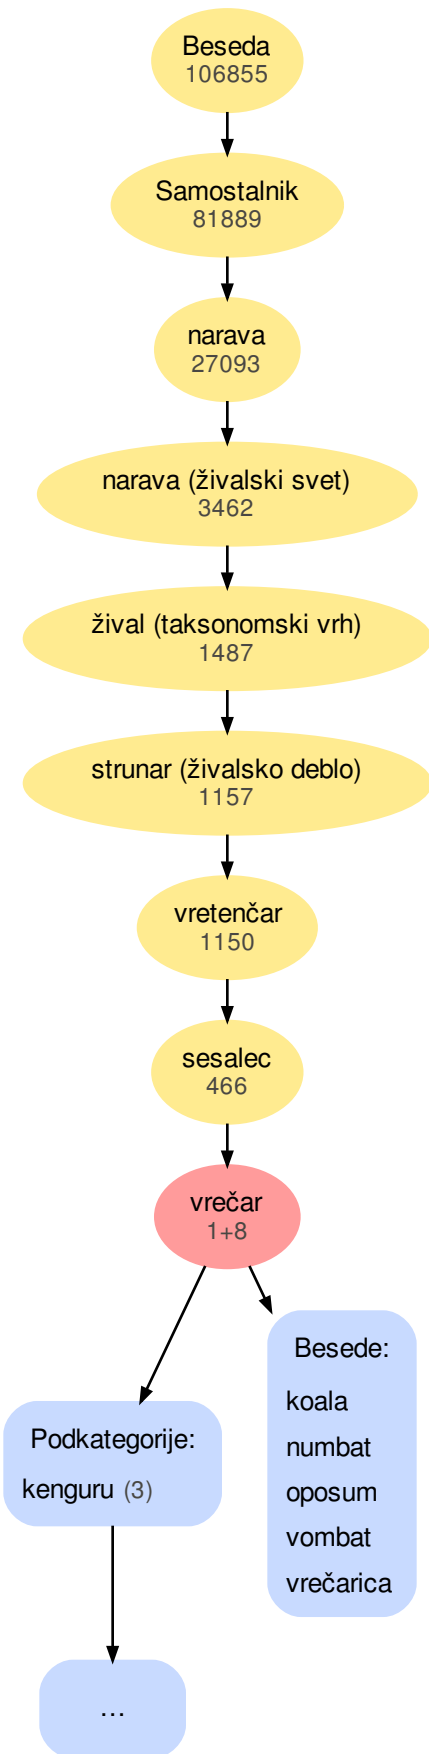 Beseda
106855
Samostalnik
81889
narava
27093
narava (živalski svet)
3462
žival (taksonomski vrh)
1487
strunar (živalsko deblo)
1157
vretenčar
1150
sesalec
466
vrečar
1+8
Besede:
koala
numbat
oposum
vombat
vrečarica
Podkategorije:
kenguru (3)
...